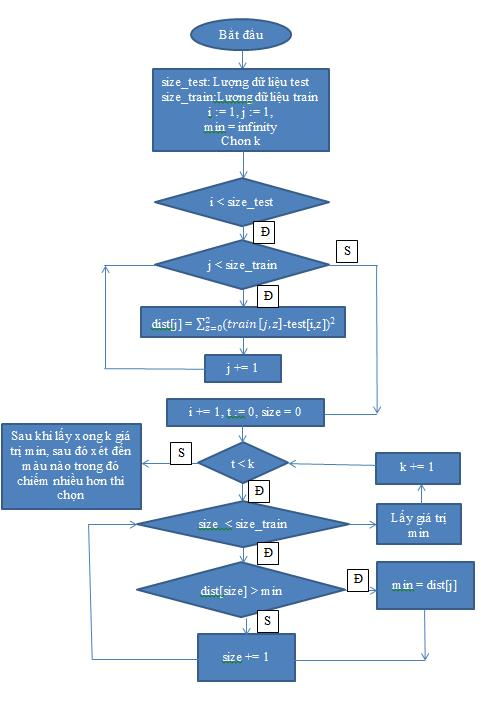 Bắt đầu
size_test: Lượng dữ liệu test
size_train:Lượng dữ liệu train
i := 1, j := 1,
min = infinity
Chọn k
i < size_test
Đ
j < size_train
S
Đ
dist[j] = ∑²_{z=0}(train[j,z]-test[i,z])²
j += 1
i += 1, t := 0, size = 0
Sau khi lấy xong k giá
trị min, sau đó xét đến
màu nào trong đó
chiếm nhiều hơn thì
chọn
S
t < k
k += 1
Đ
size < size_train
Lấy giá trị
min
Đ
dist[size] > min
Đ
min = dist[j]
S
size += 1